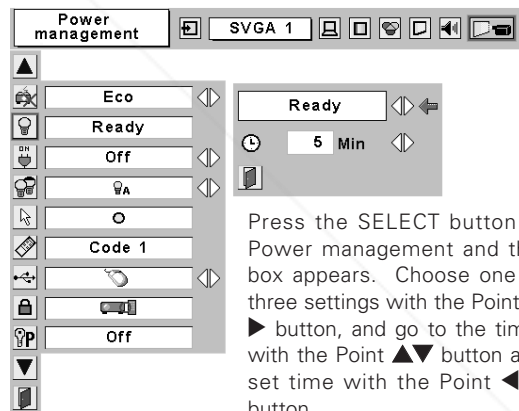 Power
management
SVGA 1
Eco
Ready
ON
Off
A
Code 1
P
Off
Ready
5 Min
Press the SELECT button
Power management and
box appears. Choose one
three settings with the Point
▶ button, and go to the
with the Point ▲▼ button
set time with the Point ◀
button.